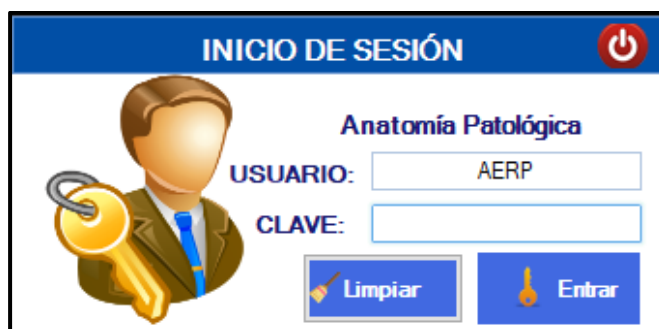 INICIO DE SESIÓN
Anatomía Patológica
USUARIO: AERP
CLAVE:
Limpiar Entrar